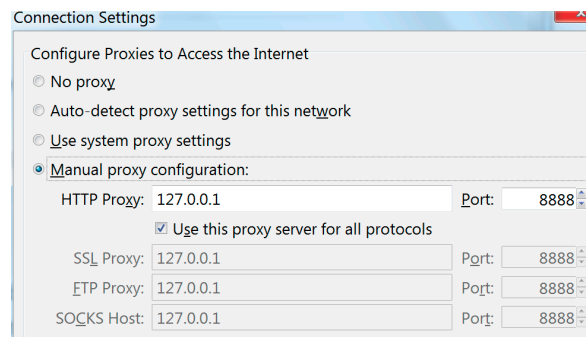 Connection Settings
Configure Proxies to Access the Internet
No proxy
Auto-detect proxy settings for this network
Use system proxy settings
Manual proxy configuration:
HTTP Proxy: 127.0.0.1 Port: 8888
Use this proxy server for all protocols
SSL Proxy: 127.0.0.1 Port: 8888
FTP Proxy: 127.0.0.1 Port: 8888
SOCKS Host: 127.0.0.1 Port: 8888